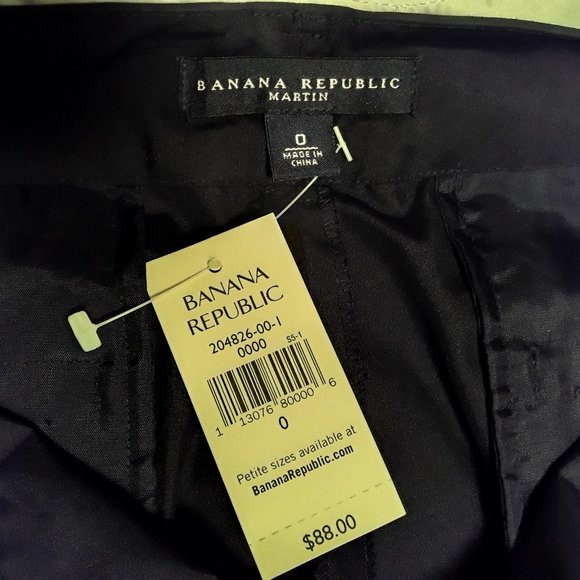 BANANA REPUBLIC
MARTIN
0
MADE IN
CHINA
BANANA
REPUBLIC
204826-00-1
0000 SS-1
1 13076 80000 6
0
Petite sizes available at
BananaRepublic.com
$88.00